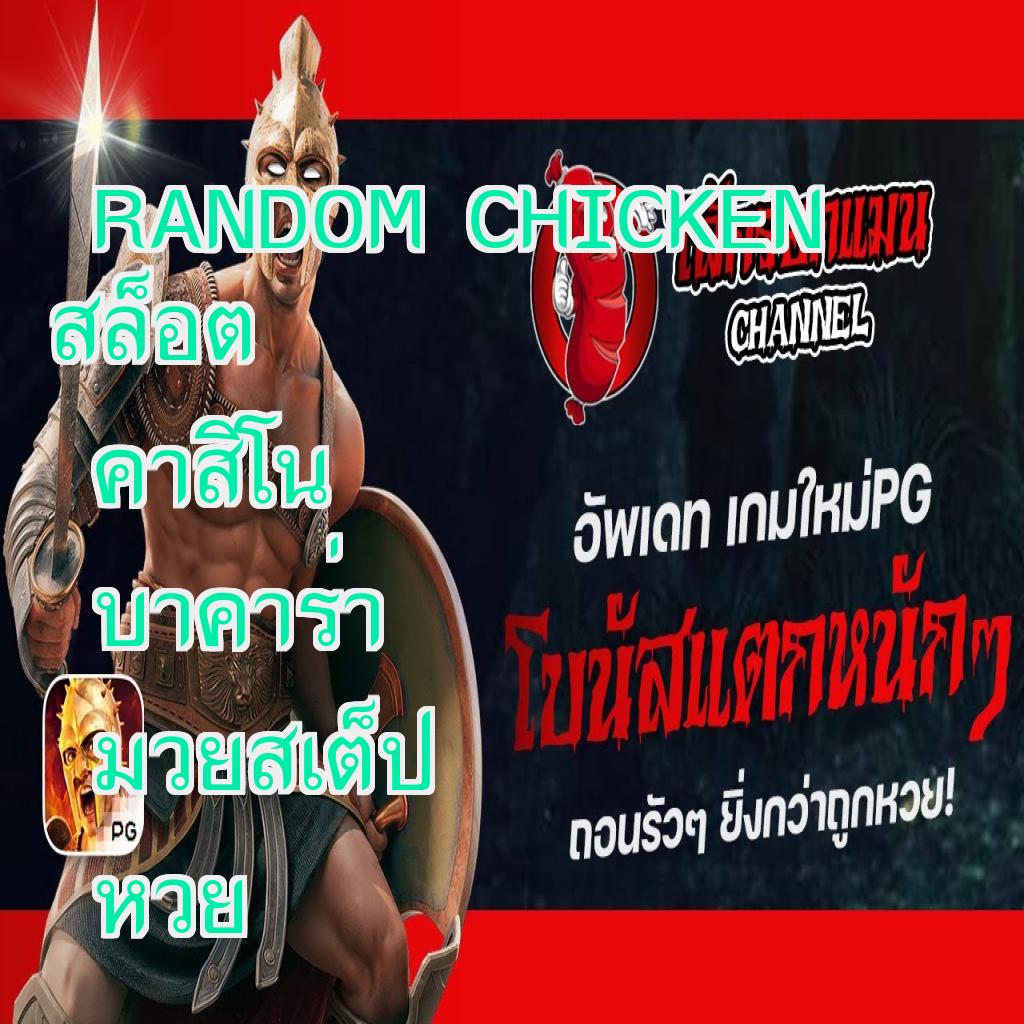 RANDOM CHICKEN
CHANNEL
สล็อต
คาสิโน
อัพเดท เกมใหม่PG
บาคาร่า
โบนัสแตกหนักๆ
มวยสเต็ป
PG
ถอนรัวๆ ยิ่งกว่าถูกหวย!
หวย